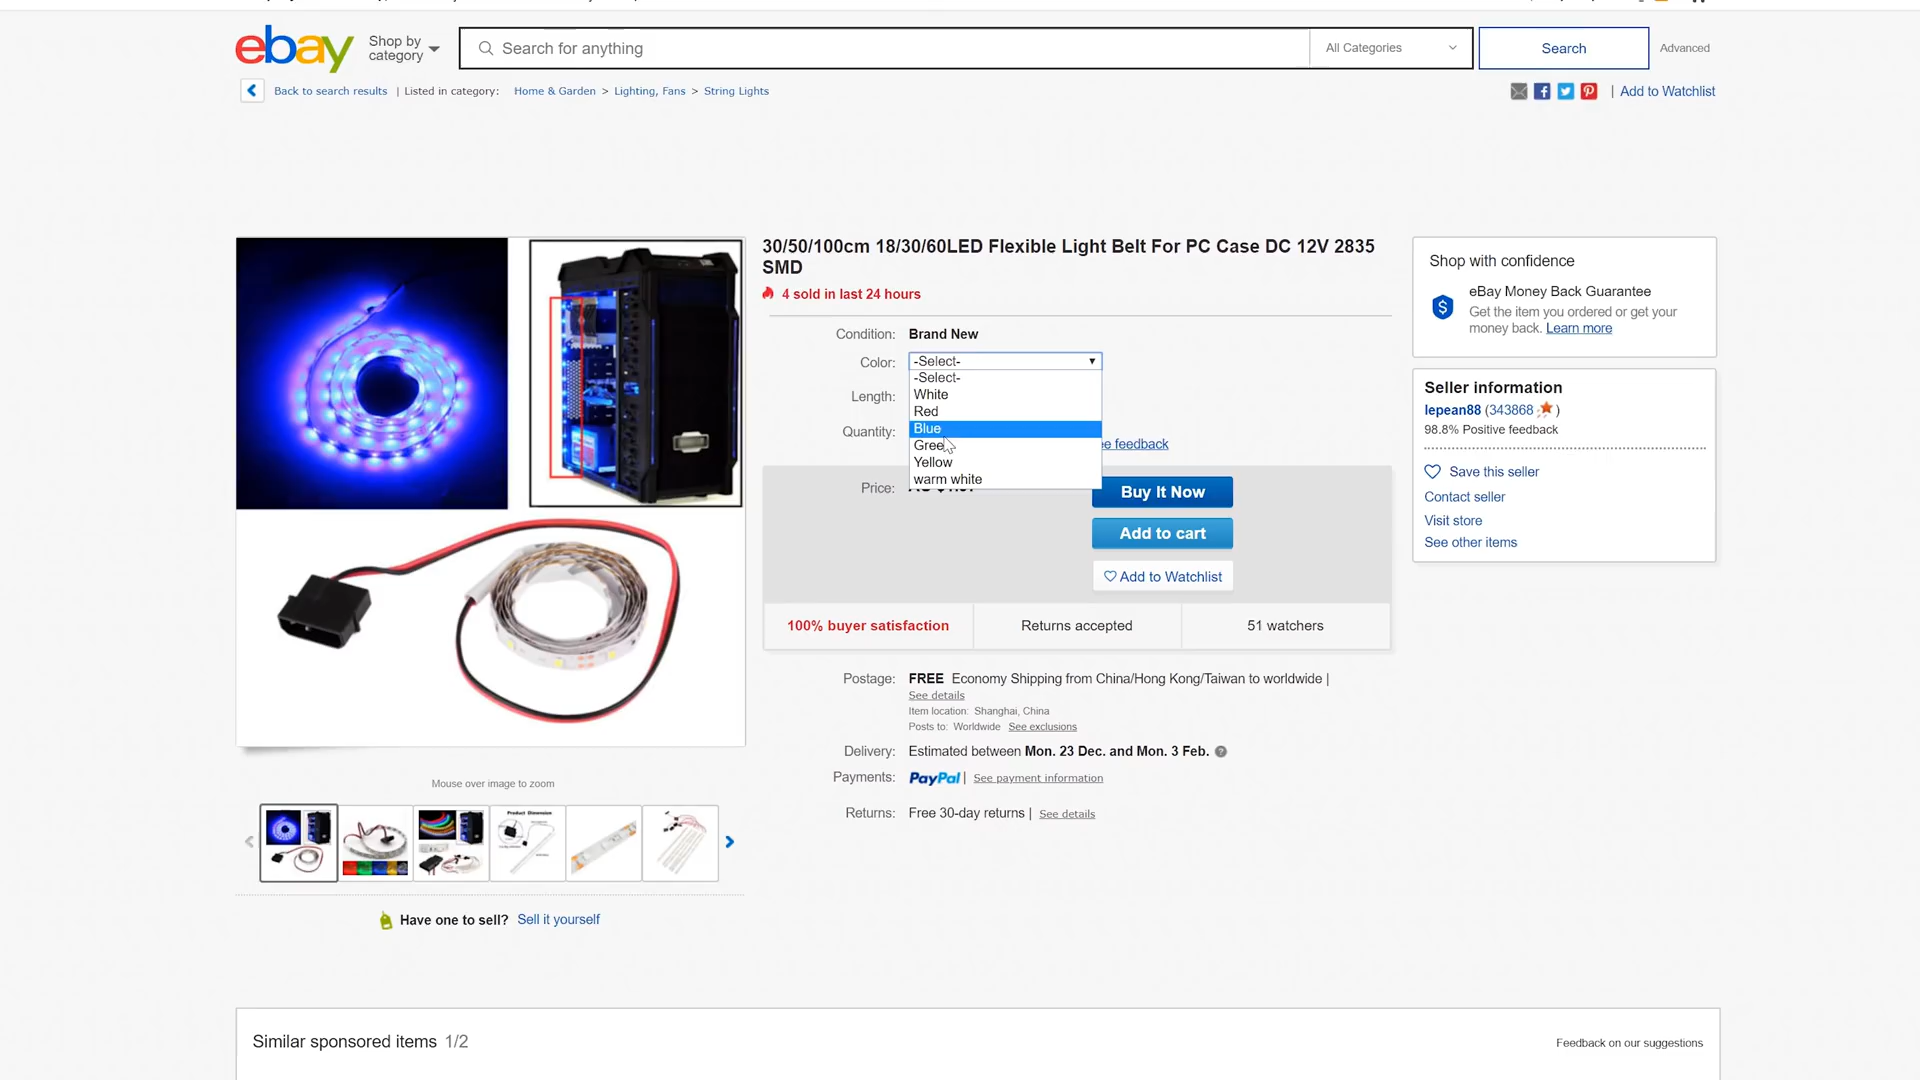 ebay
Shop by
category
Search for anything
All Categories
Search
Advanced
Back to search results | Listed in category: Home & Garden > Lighting, Fans > String Lights
| Add to Watchlist
30/50/100cm 18/30/60LED Flexible Light Belt For PC Case DC 12V 2835
SMD
4 sold in last 24 hours
Condition: Brand New
Color: -Select-
-Select-
White
Length:
Red
Blue
Quantity:
Gree
feedback
Yellow
warm white
Price:
Buy It Now
Add to cart
Add to Watchlist
100% buyer satisfaction
Returns accepted
51 watchers
Postage: FREE Economy Shipping from China/Hong Kong/Taiwan to worldwide |
See details
Item location: Shanghai, China
Posts to: Worldwide See exclusions
Delivery: Estimated between Mon. 23 Dec. and Mon. 3 Feb.
Payments: PayPal | See payment information
Returns: Free 30-day returns | See details
Shop with confidence
eBay Money Back Guarantee
Get the item you ordered or get your
money back. Learn more
Seller information
lepean88 (343868 )
98.8% Positive feedback
Save this seller
Contact seller
Visit store
See other items
Mouse over image to zoom
Product Dimension
Have one to sell? Sell it yourself
Similar sponsored items 1/2
Feedback on our suggestions